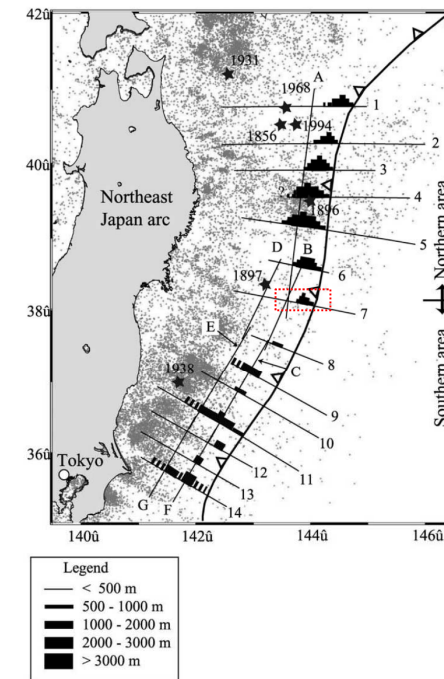 42û
1931
A
1968
1
1856
1994
2
40û
3
Northeast
Japan arc
?
4
1896
5
D
B
6
1897
38û
7
E
8
C
1938
9
10
36û
11
Tokyo
12
13
G
F
14
140û
142û
144û
146û
Northern area
Southern area
Legend
< 500 m
500 - 1000 m
1000 - 2000 m
2000 - 3000 m
> 3000 m